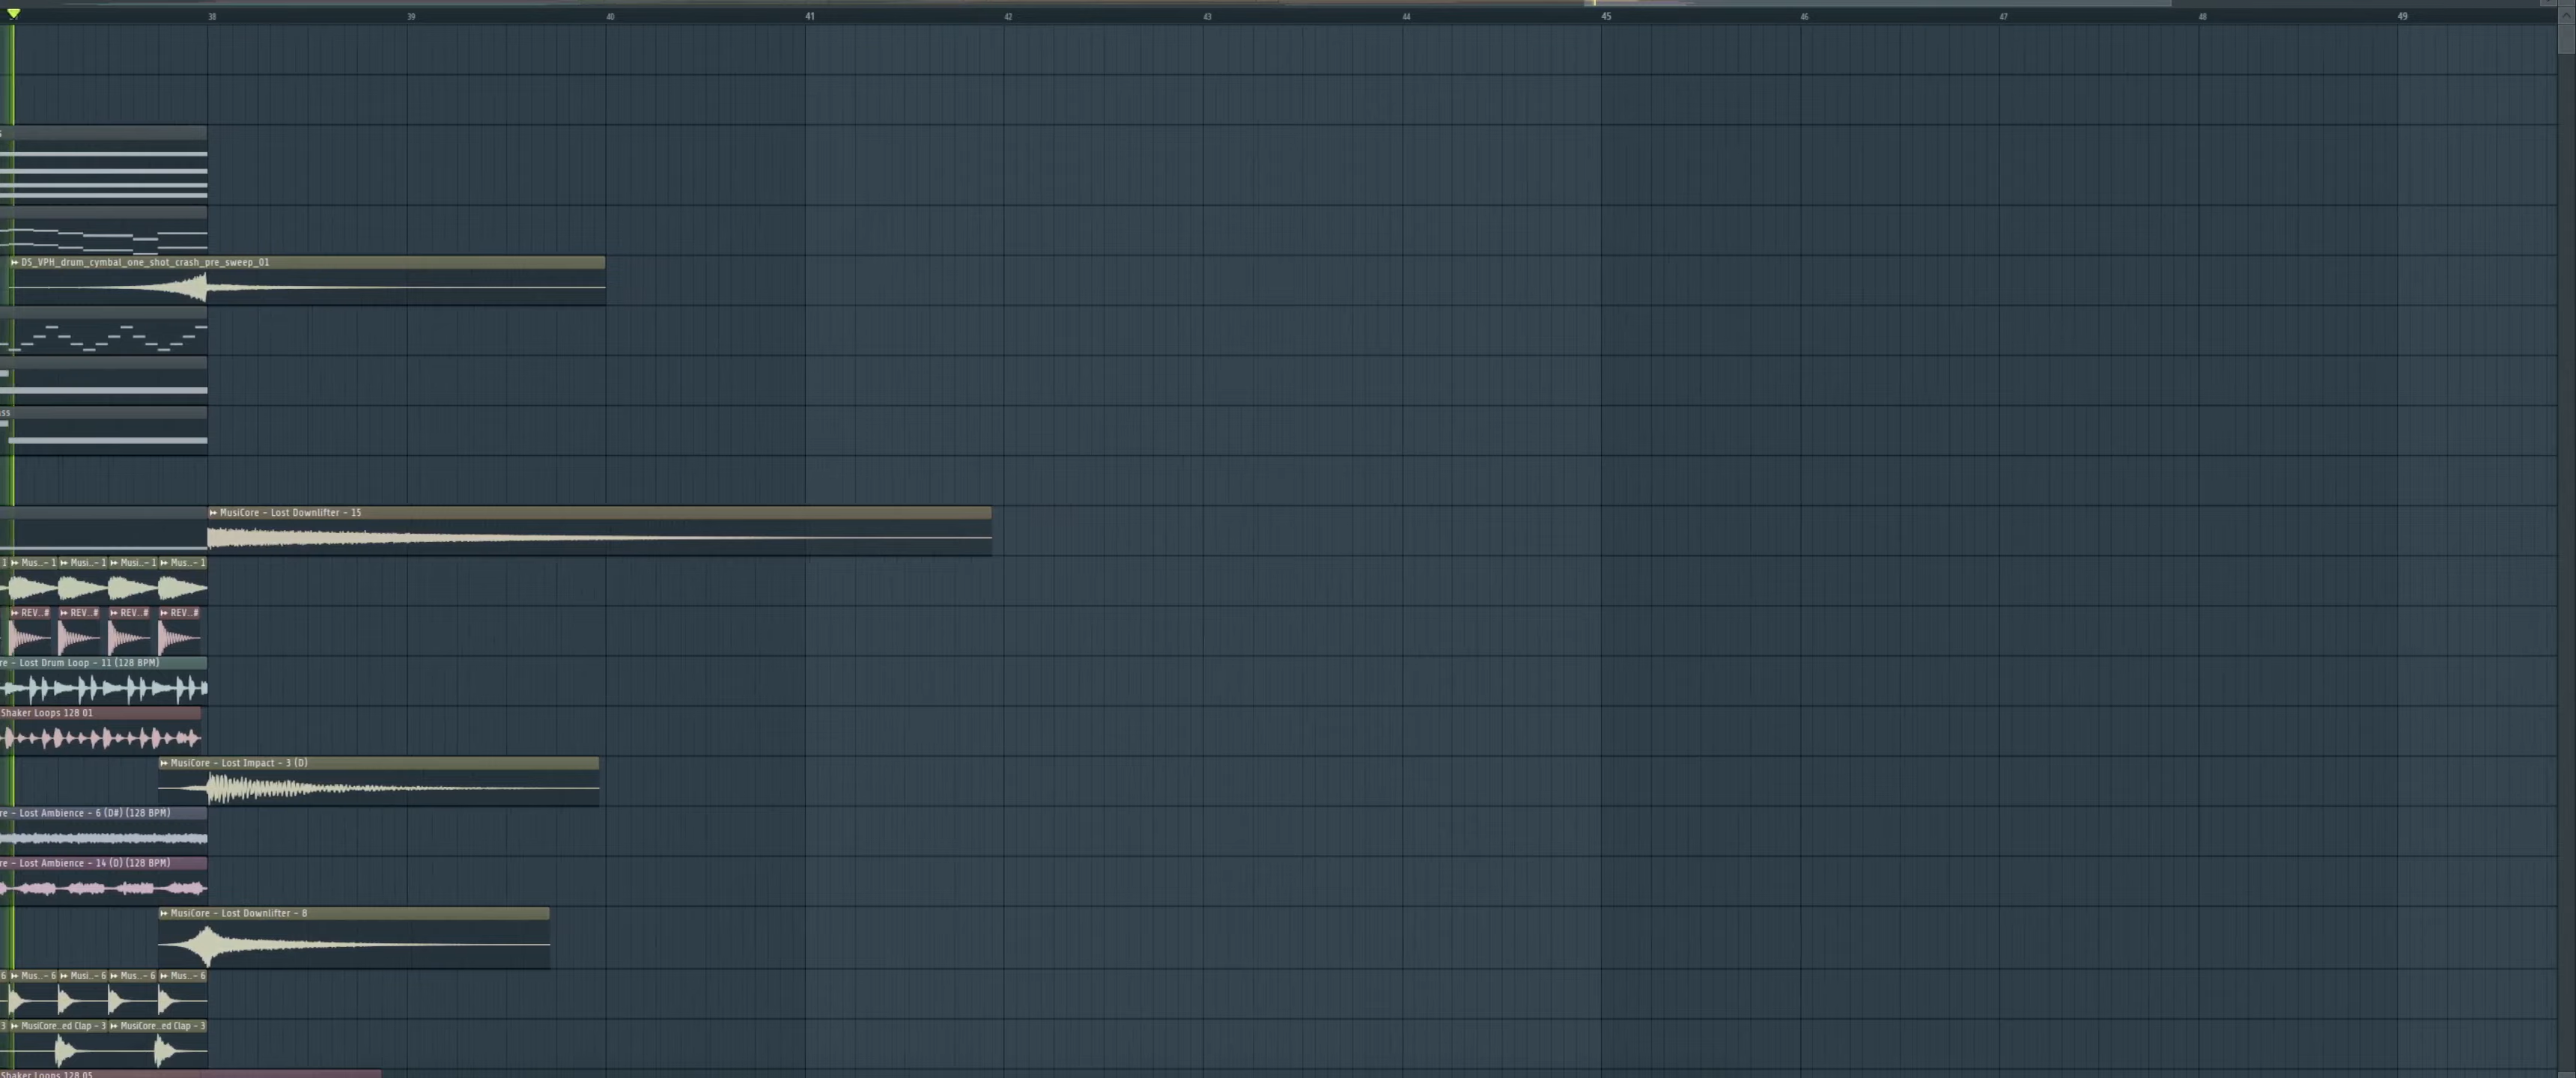 38 39 40 41 42 43 44 45 46 47 48 49
DS_VPH_drum_cymbal_one_shot_crash_pre_sweep_01
ss
MusiCore - Lost Downlifter - 15
1 Mus..- 1 Musi..- 1 Musi..- 1 Mus..- 1
REV..# REV..# REV..# REV..#
re - Lost Drum Loop - 11 (128 BPM)
Shaker Loops 128 01
MusiCore - Lost Impact - 3 (D)
re - Lost Ambience - 6 (D#) (128 BPM)
re - Lost Ambience - 14 (D) (128 BPM)
MusiCore - Lost Downlifter - 8
6 Mus..- 6 Musi..- 6 Mus..- 6 Mus..- 6
3 MusiCore..ed Clap - 3 MusiCore..ed Clap - 3
Shaker Loops 128 05